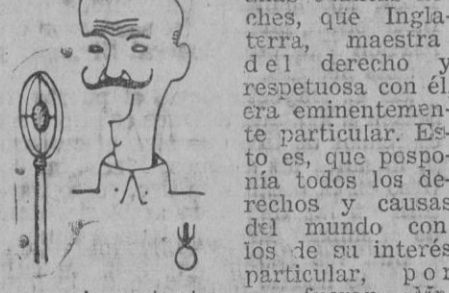 ches, que Ingla-
terra, maestra
del derecho y
respetuosa con él,
era eminentemen-
te particular. Es-
to es, que pospo-
nía todos los de-
rechos y causas
del mundo con
los de su interés
particular, por